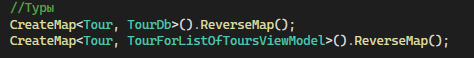 //Туры
CreateMap<Tour, TourDb>().ReverseMap();
CreateMap<Tour, TourForListOfToursViewModel>().ReverseMap();